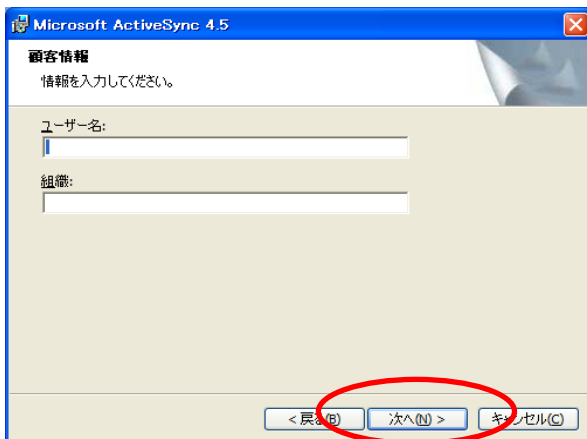 Microsoft ActiveSync 4.5
顧客情報
情報を入力してください。
ユーザー名:
組織:
< 戻る(B)
次へ(N) >
キャンセル(C)